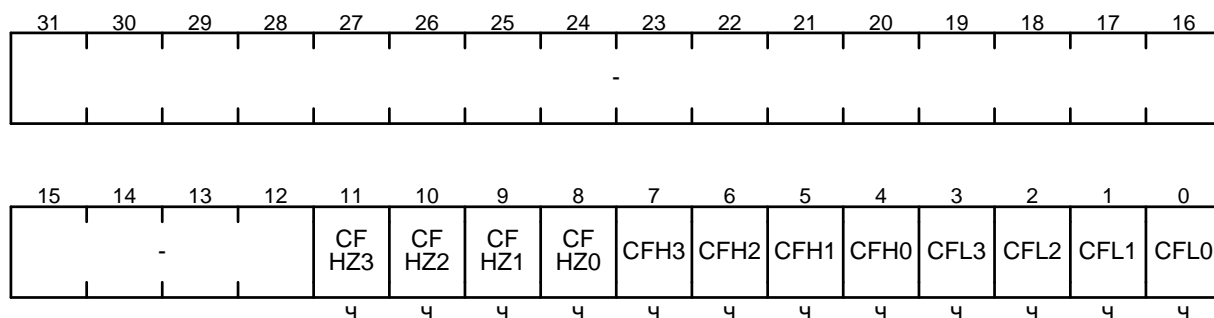 31 30 29 28 27 26 25 24 23 22 21 20 19 18 17 16
-
15 14 13 12 11 10 9 8 7 6 5 4 3 2 1 0
- CF HZ3 CF HZ2 CF HZ1 CF HZ0 CFH3 CFH2 CFH1 CFH0 CFL3 CFL2 CFL1 CFL0
ч ч ч ч ч ч ч ч ч ч ч ч